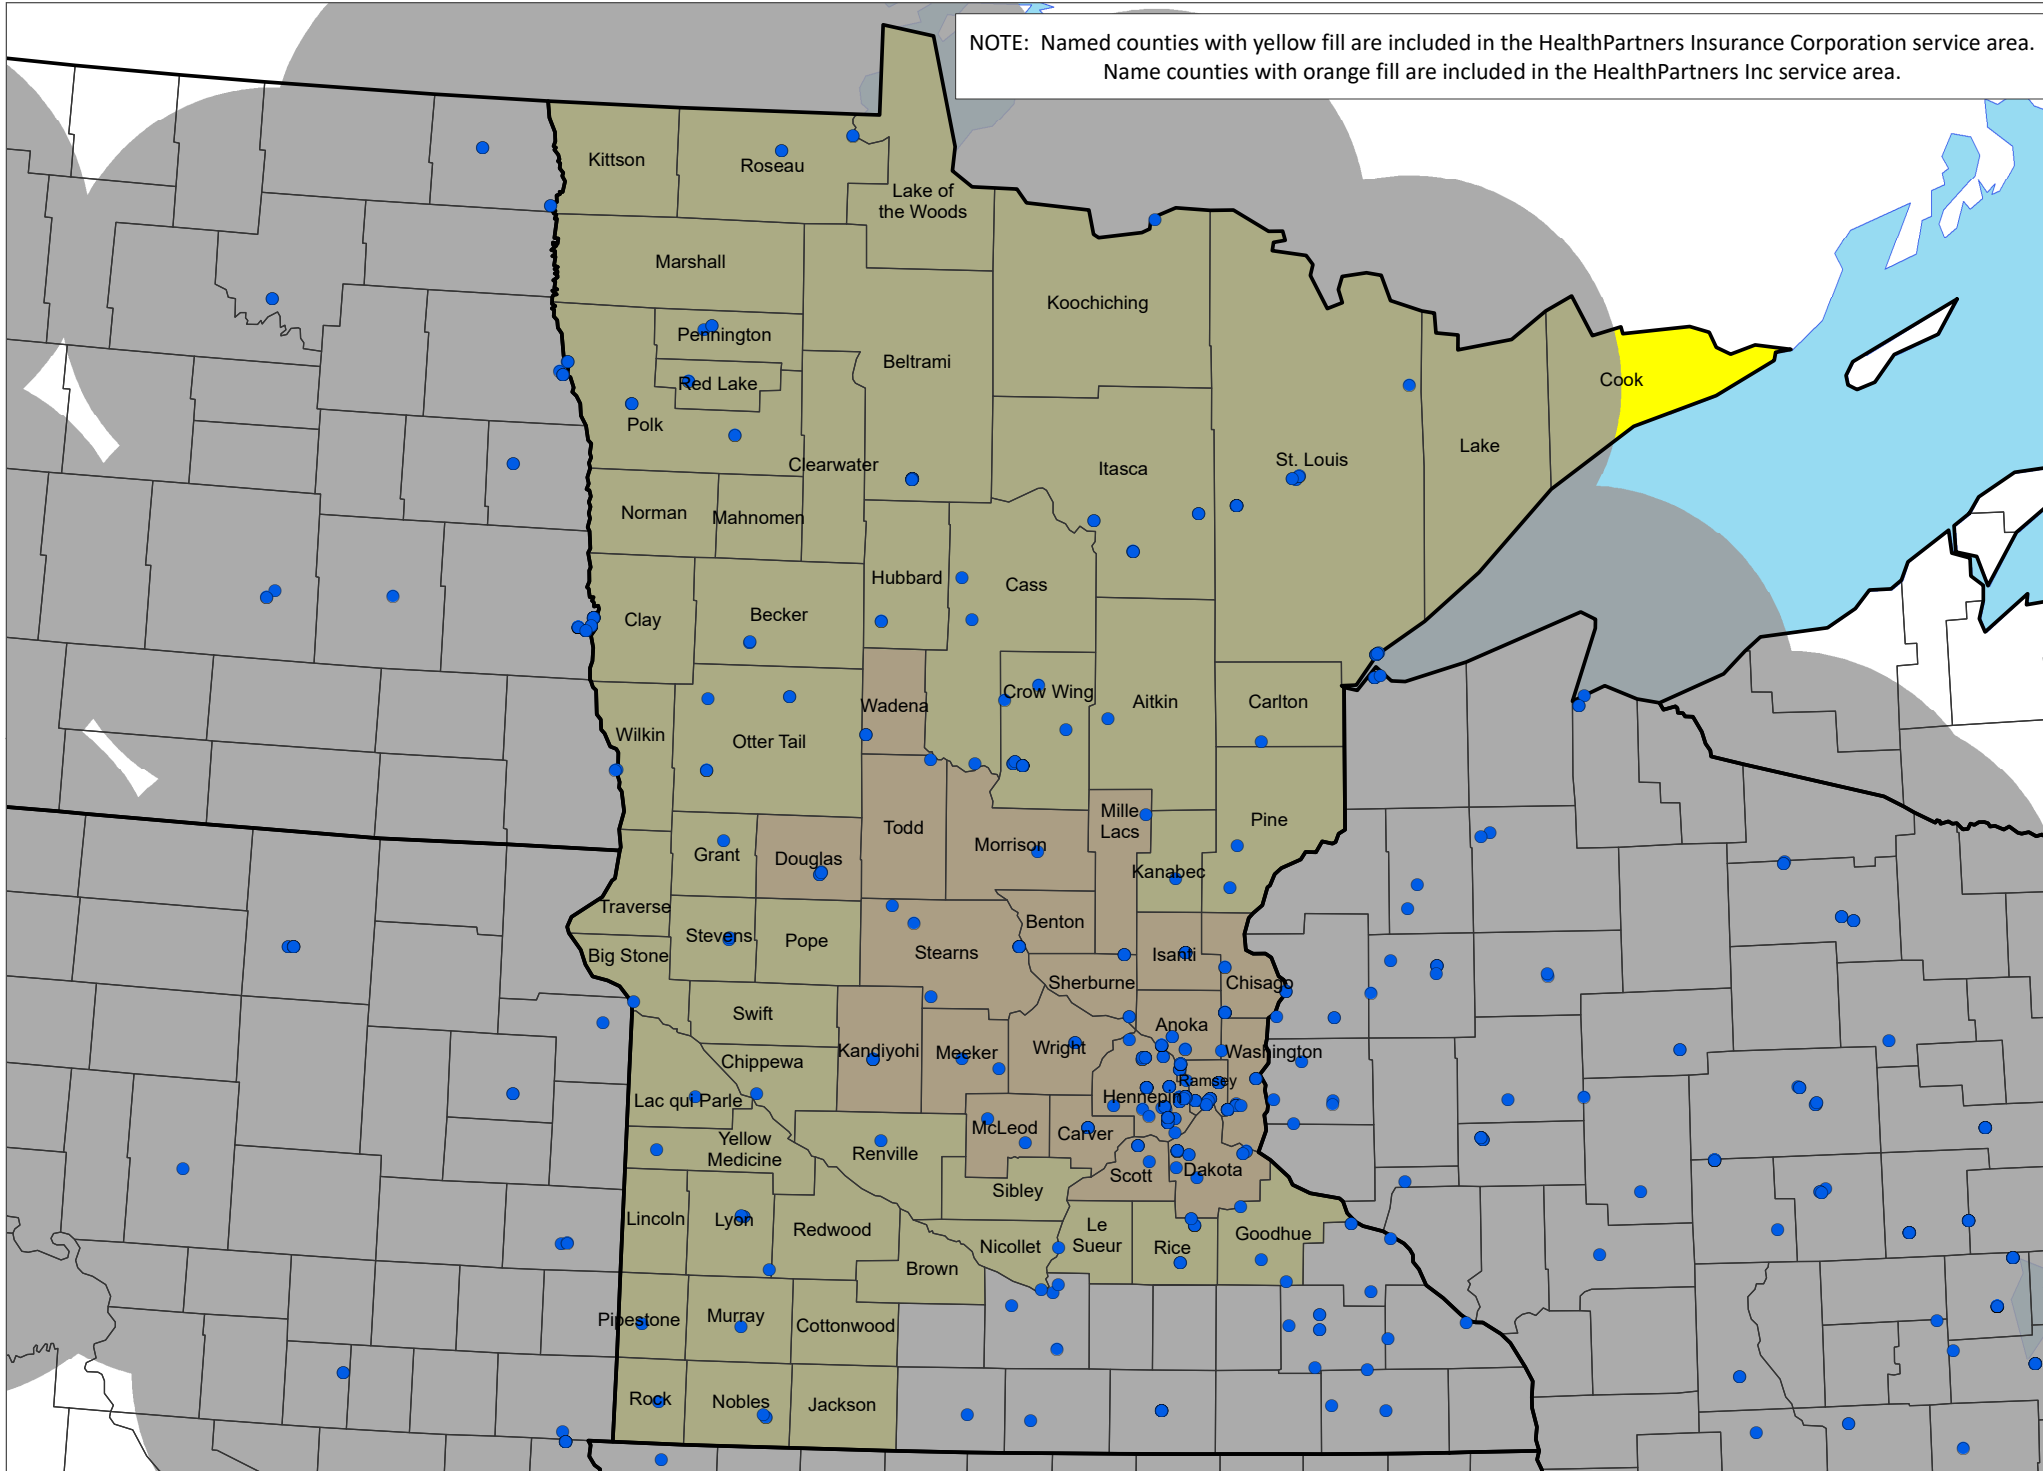 NOTE: Named counties with yellow fill are included in the HealthPartners Insurance Corporation service area.
Name counties with orange fill are included in the HealthPartners Inc service area.
Kittson
Roseau
Lake of
the Woods
Marshall
Koochiching
Pennington
Beltrami
Red Lake
Cook
Polk
Clearwater
Itasca
St. Louis
Lake
Norman
Mahnomen
Hubbard
Cass
Clay
Becker
Wadena
Crow Wing
Aitkin
Carlton
Wilkin
Otter Tail
Todd
Morrison
Mille
Lacs
Pine
Grant
Douglas
Kanabec
Traverse
Stevens
Pope
Benton
Big Stone
Stearns
Isanti
Sherburne
Chisago
Swift
Anoka
Chippewa
Kandiyohi
Meeker
Wright
Washington
Ramsey
Lac qui Parle
Hennepin
McLeod
Carver
Yellow
Medicine
Renville
Scott
Dakota
Sibley
Lincoln
Lyon
Redwood
Le
Sueur
Nicollet
Rice
Goodhue
Brown
Pipestone
Murray
Cottonwood
Rock
Nobles
Jackson